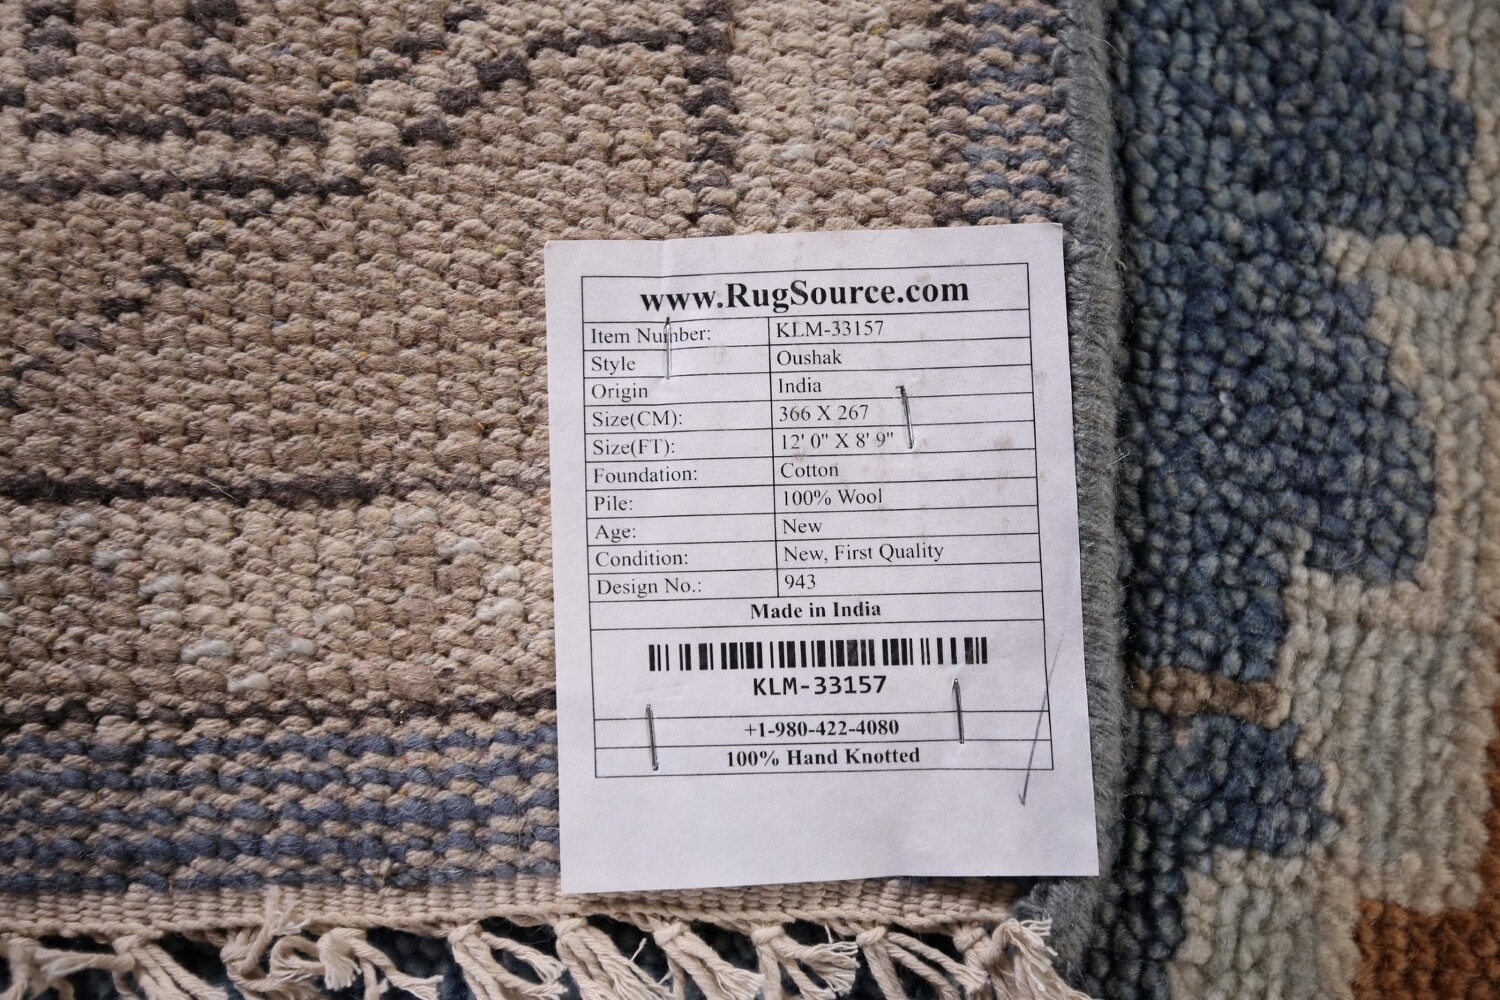 www.RugSource.com
Item Number: KLM-33157
Style Oushak
Origin India
Size(CM): 366 X 267
Size(FT): 12' 0" X 8' 9"
Foundation: Cotton
Pile: 100% Wool
Age: New
Condition: New, First Quality
Design No.: 943
Made in India
KLM-33157
+1-980-422-4080
100% Hand Knotted